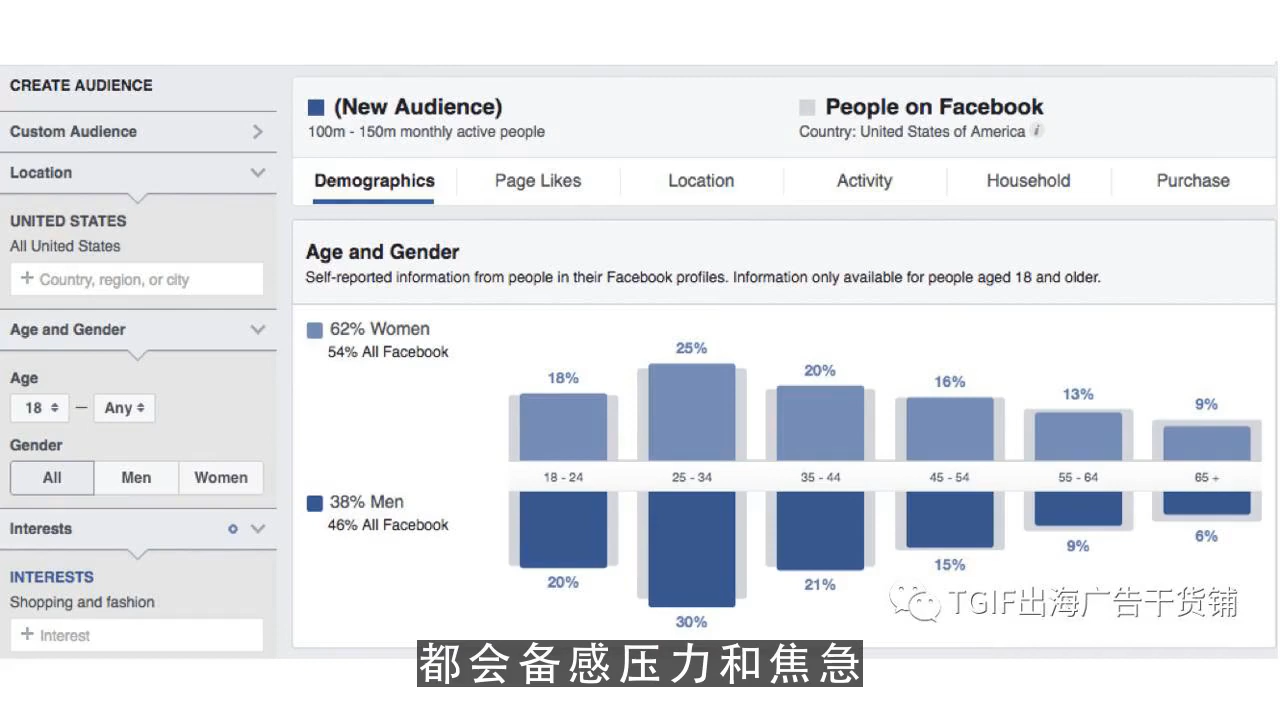 CREATE AUDIENCE
Custom Audience
Location
UNITED STATES
All United States
+ Country, region, or city
Age and Gender
Age
18 — Any
Gender
All Men Women
Interests
INTERESTS
Shopping and fashion
+ Interest
(New Audience)
100m - 150m monthly active people
People on Facebook
Country: United States of America i
Demographics Page Likes Location Activity Household Purchase
Age and Gender
Self-reported information from people in their Facebook profiles. Information only available for people aged 18 and older.
62% Women
54% All Facebook
18% 25% 20% 16% 13% 9%
18 - 24 25 - 34 35 - 44 45 - 54 55 - 64 65 +
38% Men
46% All Facebook
20% 30% 21% 15% 9% 6%
TGIF出海广告干货铺
都会备感压力和焦急